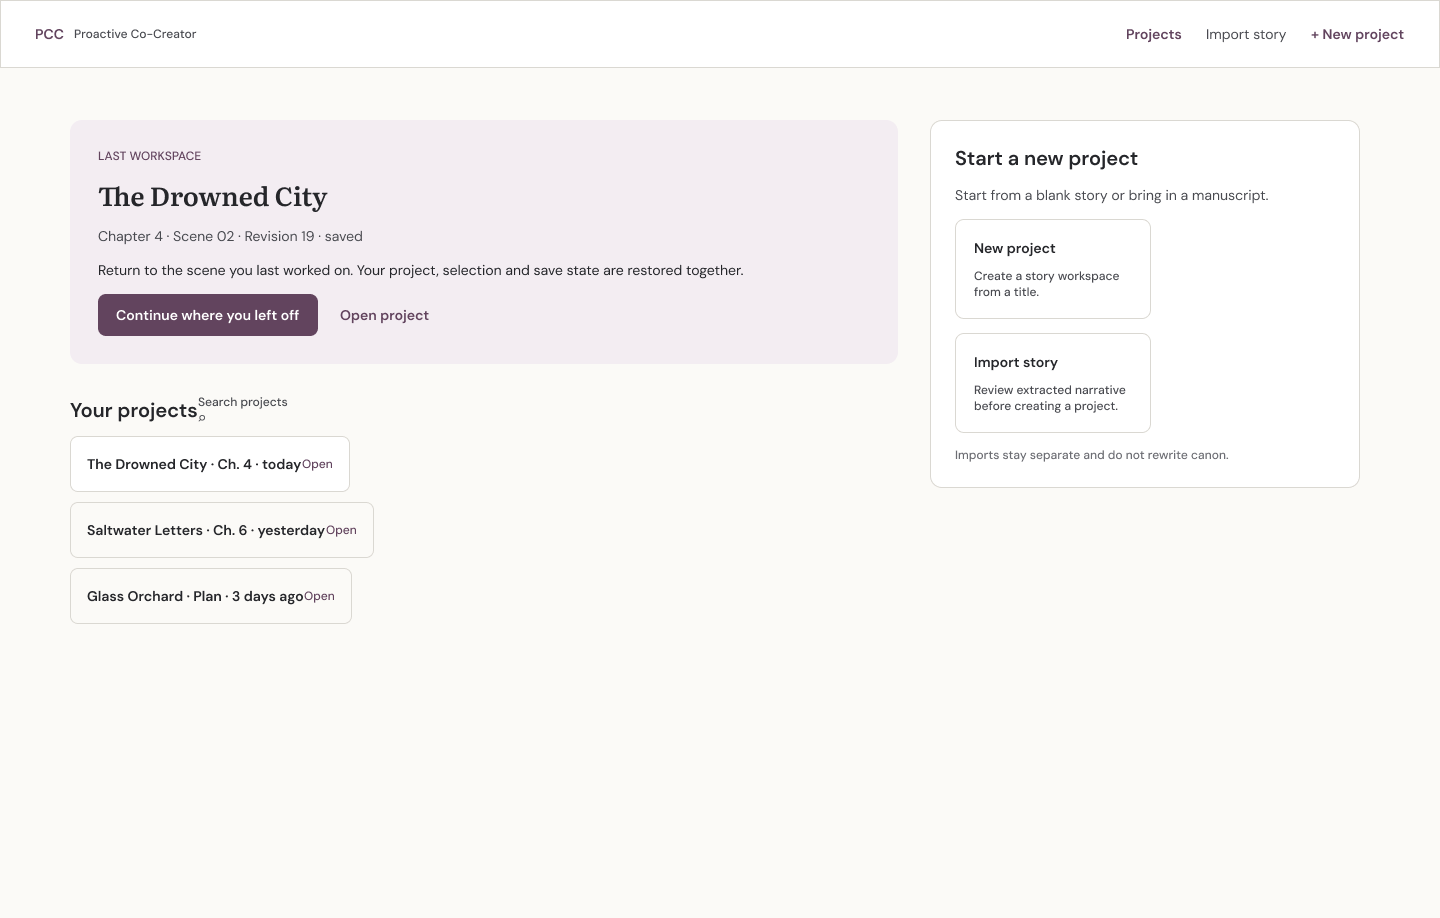 PCC Proactive Co-Creator
Projects Import story + New project
LAST WORKSPACE
The Drowned City
Chapter 4 · Scene 02 · Revision 19 · saved
Return to the scene you last worked on. Your project, selection and save state are restored together.
Continue where you left off Open project
Your projects
Search projects
⌕
The Drowned City · Ch. 4 · today Open
Saltwater Letters · Ch. 6 · yesterday Open
Glass Orchard · Plan · 3 days ago Open
Start a new project
Start from a blank story or bring in a manuscript.
New project
Create a story workspace
from a title.
Import story
Review extracted narrative
before creating a project.
Imports stay separate and do not rewrite canon.